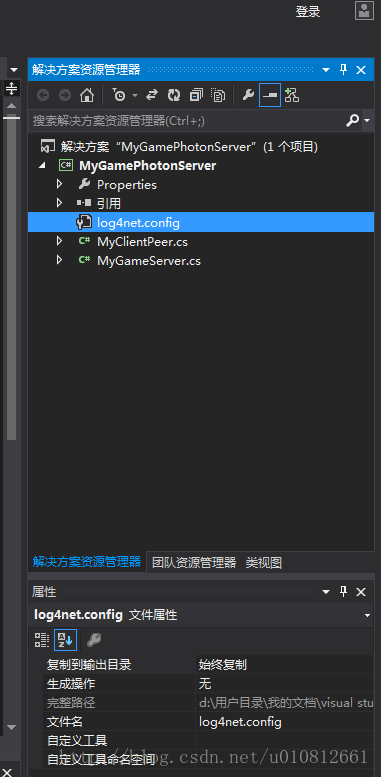 登录
解决方案资源管理器
搜索解决方案资源管理器(Ctrl+;)
解决方案 “MyGamePhotonServer” (1 个项目)
C# MyGamePhotonServer
Properties
引用
log4net.config
C# MyClientPeer.cs
C# MyGameServer.cs
解决方案资源管理器 团队资源管理器 类视图
属性
log4net.config 文件属性
复制到输出目录 始终复制
生成操作 无
完整路径 d:\用户目录\我的文档\visual stu
文件名 log4net.config
自定义工具
自定义工具命名空间
http://blog.csdn.net/u010812661